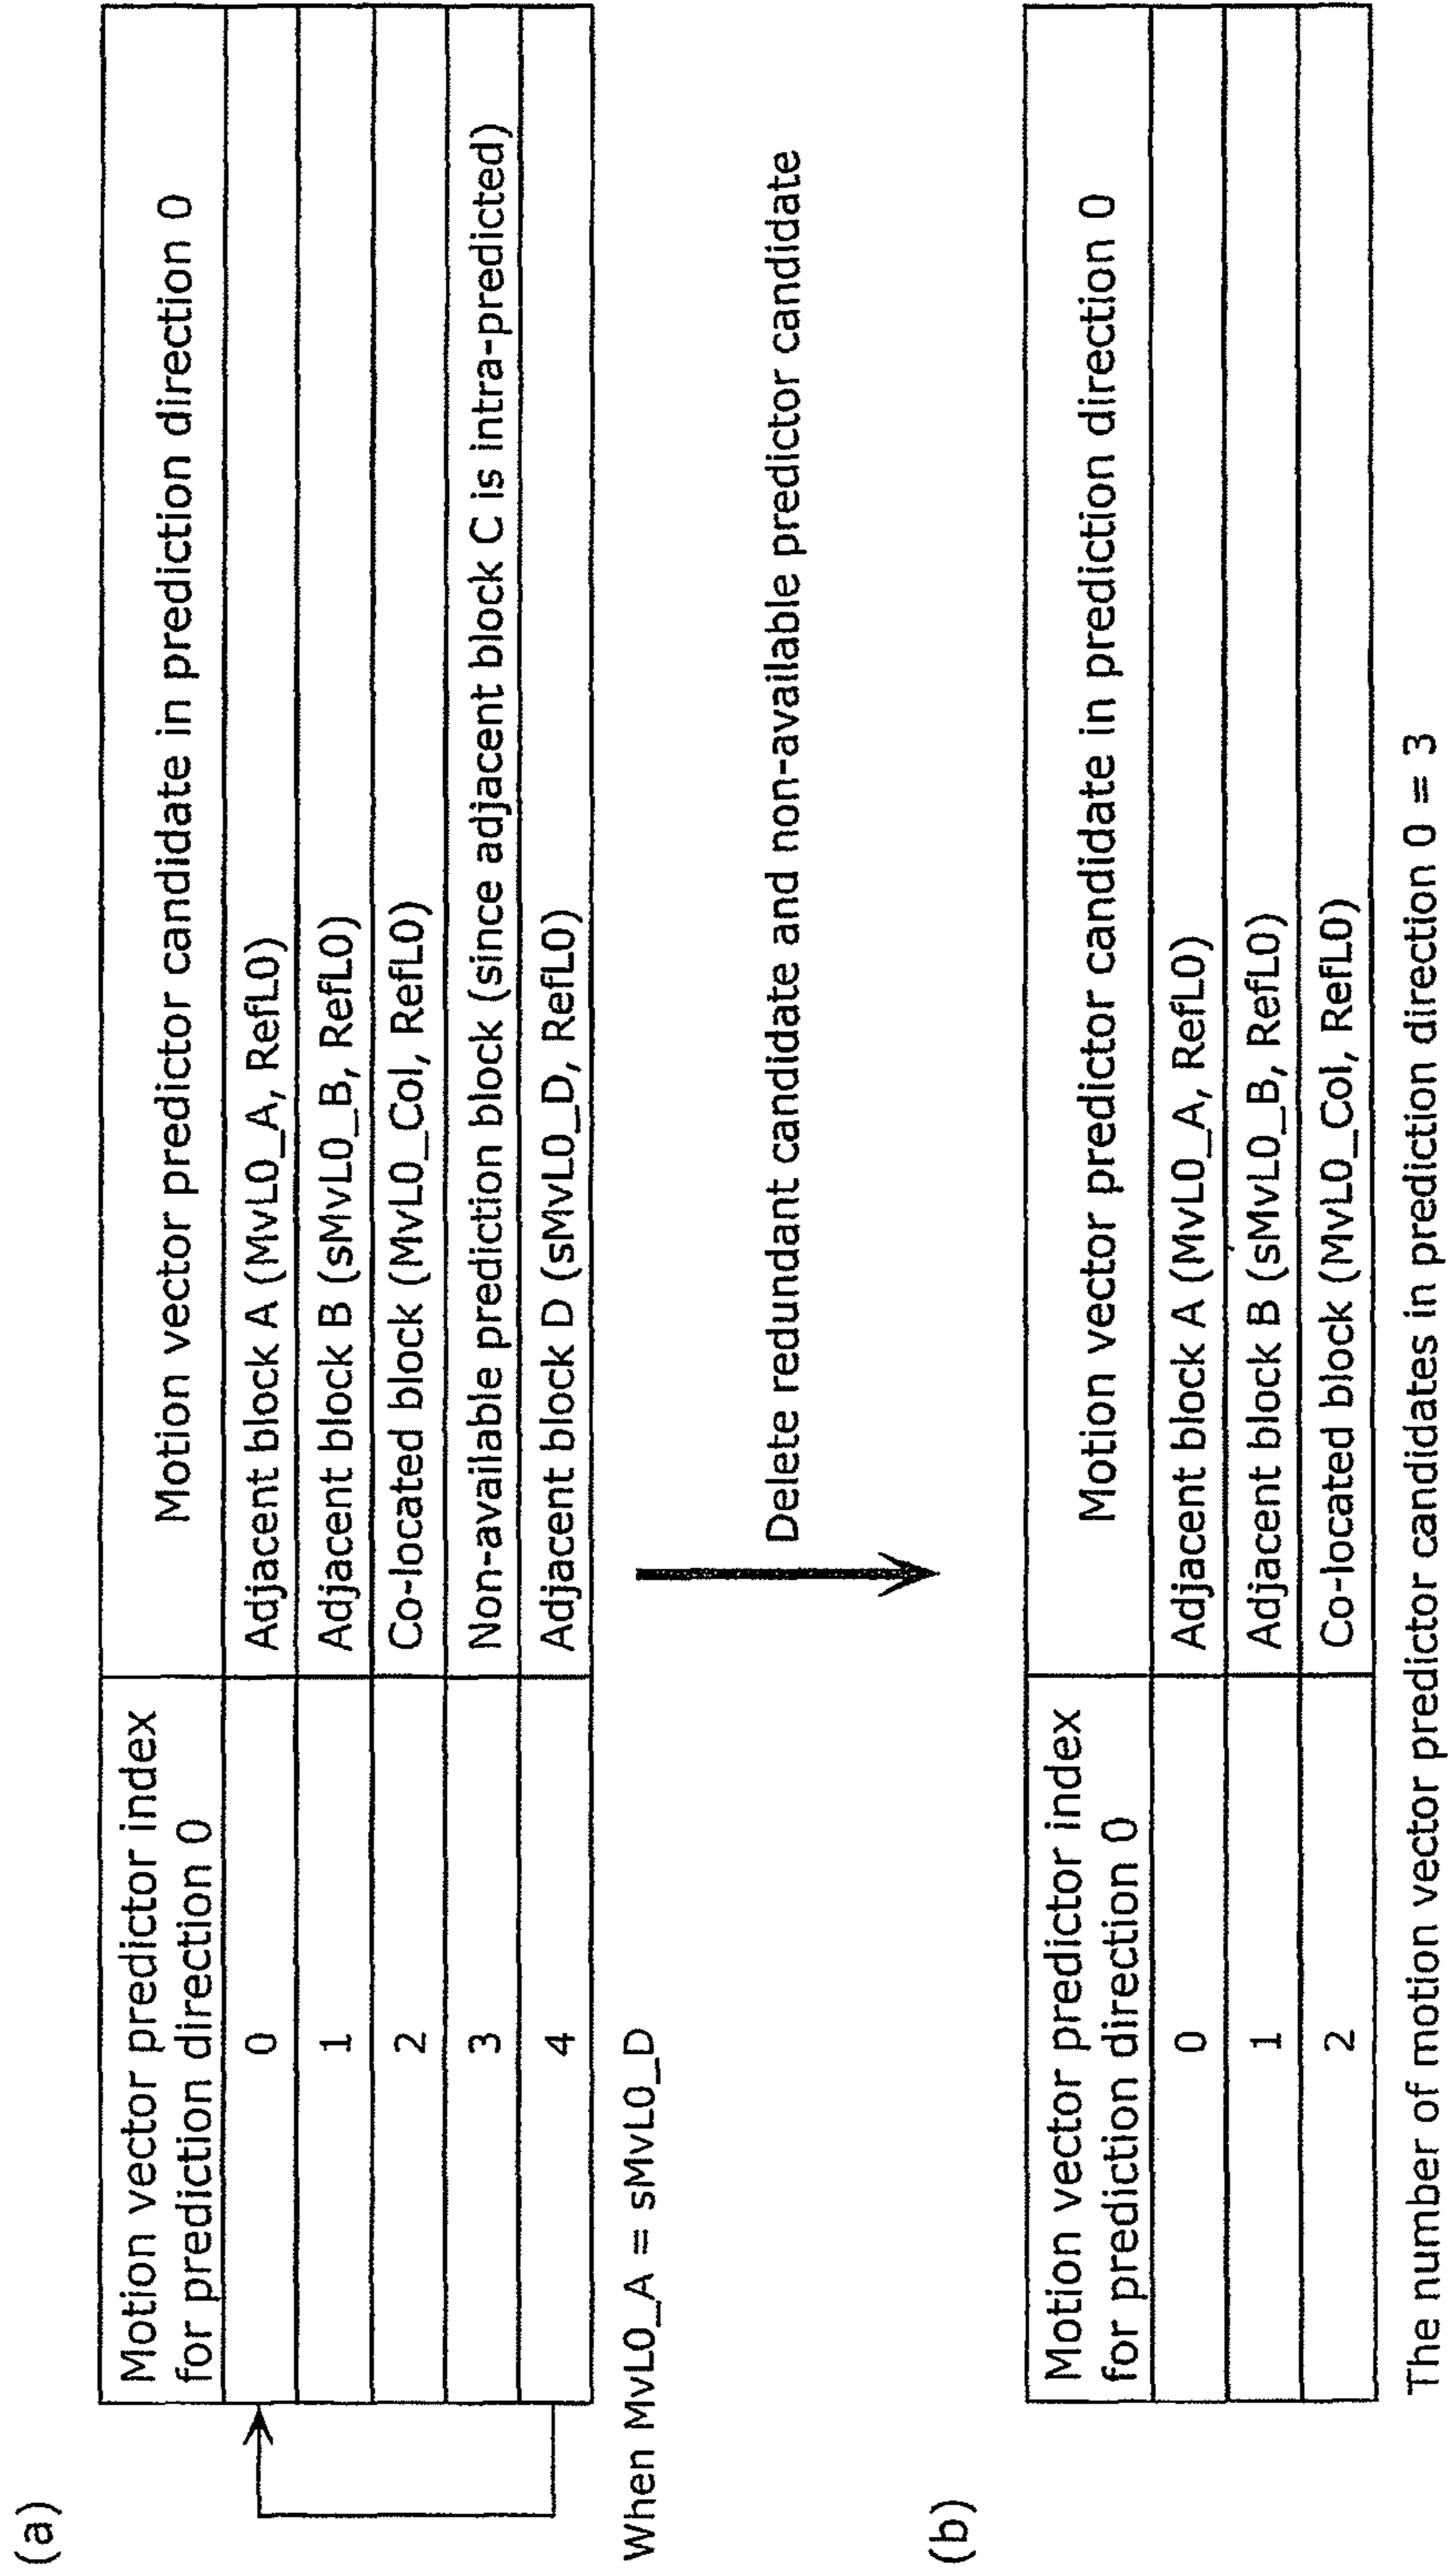 (a)
Motion vector predictor index
for prediction direction 0
Motion vector predictor candidate in prediction direction 0
0
Adjacent block A (MvL0_A, RefL0)
1
Adjacent block B (sMvL0_B, RefL0)
2
Co-located block (MvL0_Col, RefL0)
3
Non-available prediction block (since adjacent block C is intra-predicted)
4
Adjacent block D (sMvL0_D, RefL0)
When MvL0_A = sMvL0_D
Delete redundant candidate and non-available predictor candidate
(b)
Motion vector predictor index
for prediction direction 0
Motion vector predictor candidate in prediction direction 0
0
Adjacent block A (MvL0_A, RefL0)
1
Adjacent block B (sMvL0_B, RefL0)
2
Co-located block (MvL0_Col, RefL0)
The number of motion vector predictor candidates in prediction direction 0 = 3